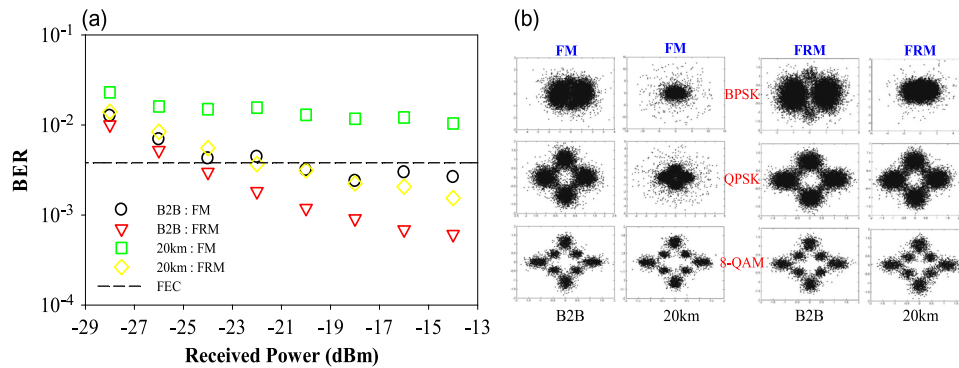 (a)
10-1
10-2
10-3
10-4
BER
B2B : FM
B2B : FRM
20km : FM
20km : FRM
FEC
-29 -27 -25 -23 -21 -19 -17 -15 -13
Received Power (dBm)
(b)
FM FM FRM FRM
BPSK
QPSK
8-QAM
B2B 20km B2B 20km